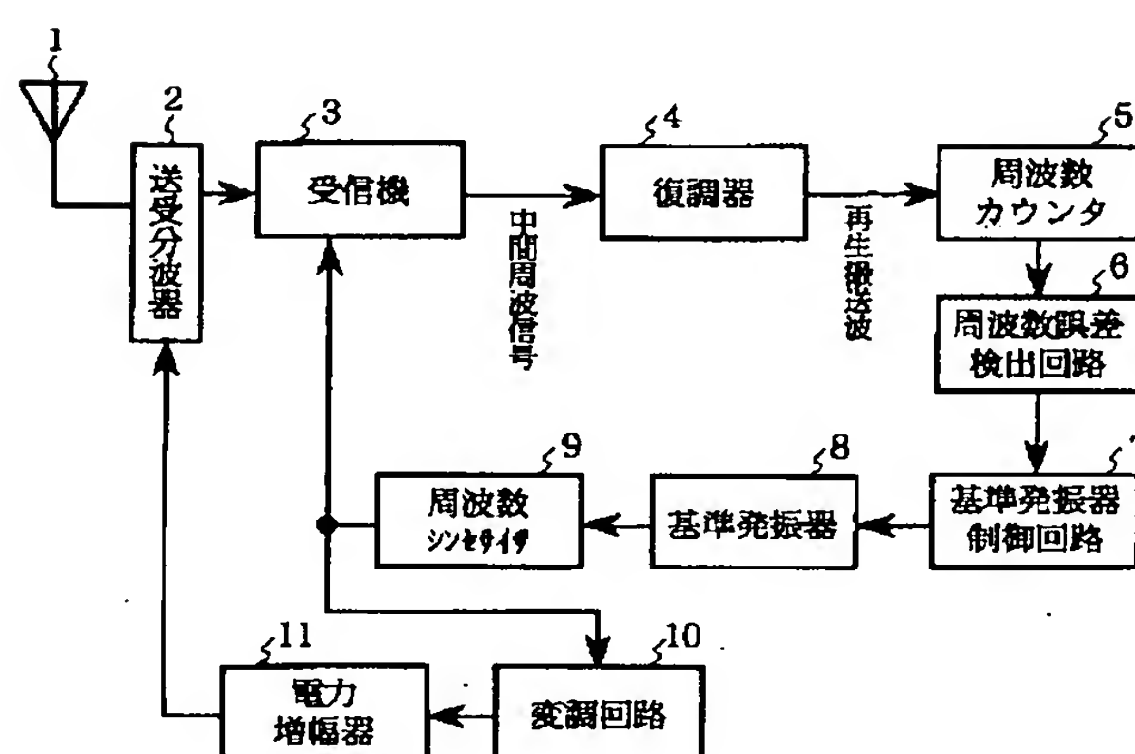 1
2
送受分波器
3
受信機
4
復調器
5
周波数
カウンタ
中間周波信号
再生搬送波
6
周波数誤差
検出回路
7
基準発振器
制御回路
8
基準発振器
9
周波数
シンセサイザ
10
変調回路
11
電力
増幅器